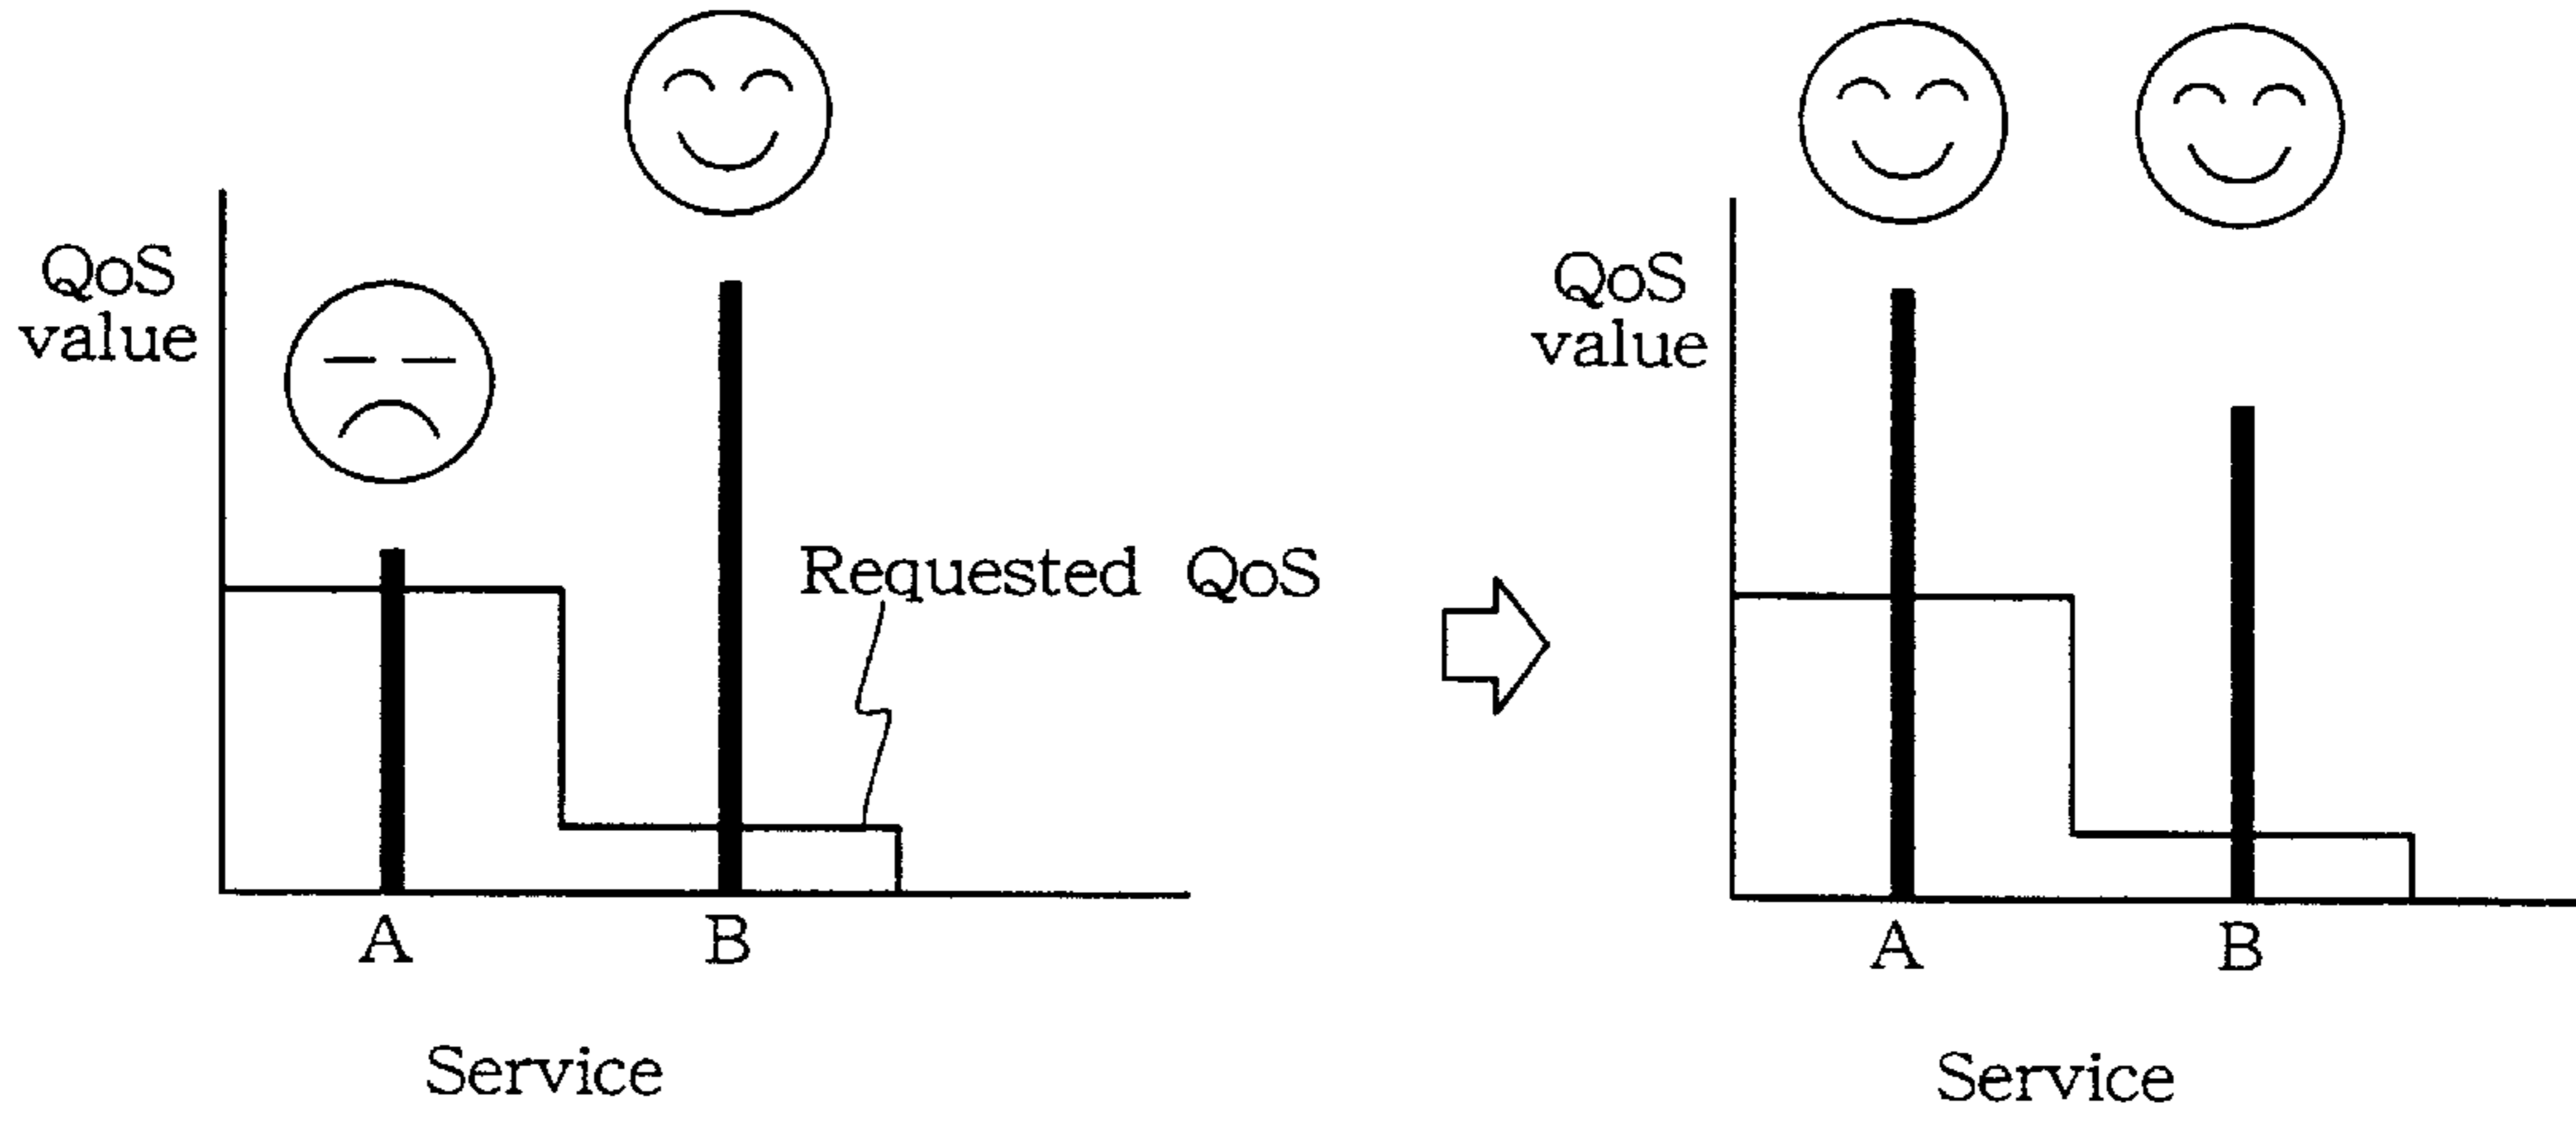 QoS
value
Requested QoS
A
B
Service
QoS
value
A
B
Service